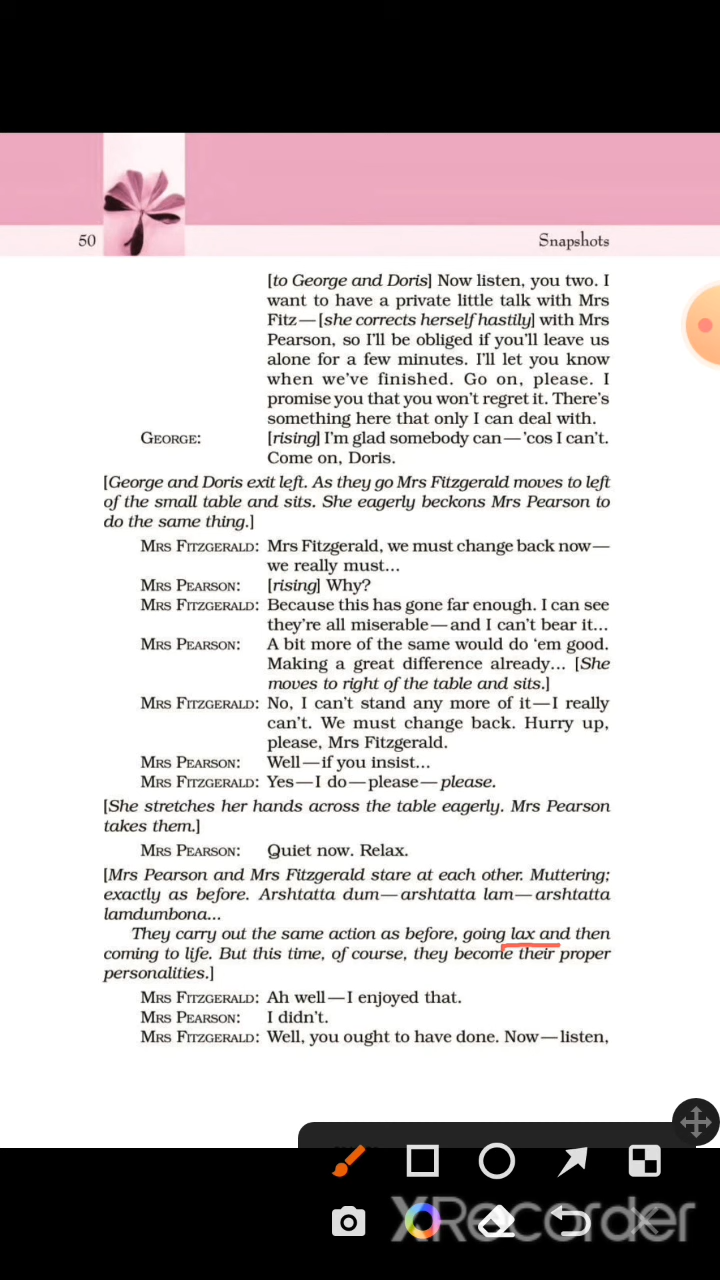 50
Snapshots
[to George and Doris] Now listen, you two. I
want to have a private little talk with Mrs
Fitz—[she corrects herself hastily] with Mrs
Pearson, so I'll be obliged if you'll leave us
alone for a few minutes. I'll let you know
when we've finished. Go on, please. I
promise you that you won't regret it. There's
something here that only I can deal with.
GEORGE: [rising] I'm glad somebody can—'cos I can't.
Come on, Doris.
[George and Doris exit left. As they go Mrs Fitzgerald moves to left
of the small table and sits. She eagerly beckons Mrs Pearson to
do the same thing.]
MRS FITZGERALD: Mrs Fitzgerald, we must change back now—
we really must...
MRS PEARSON: [rising] Why?
MRS FITZGERALD: Because this has gone far enough. I can see
they're all miserable—and I can't bear it...
MRS PEARSON: A bit more of the same would do 'em good.
Making a great difference already... [She
moves to right of the table and sits.]
MRS FITZGERALD: No, I can't stand any more of it—I really
can't. We must change back. Hurry up,
please, Mrs Fitzgerald.
MRS PEARSON: Well—if you insist...
MRS FITZGERALD: Yes—I do—please—please.
[She stretches her hands across the table eagerly. Mrs Pearson
takes them.]
MRS PEARSON: Quiet now. Relax.
[Mrs Pearson and Mrs Fitzgerald stare at each other. Muttering;
exactly as before. Arshtatta dum—arshtatta lam—arshtatta
lamdumbona...
They carry out the same action as before, going lax and then
coming to life. But this time, of course, they become their proper
personalities.]
MRS FITZGERALD: Ah well—I enjoyed that.
MRS PEARSON: I didn't.
MRS FITZGERALD: Well, you ought to have done. Now—listen,
XRecorder